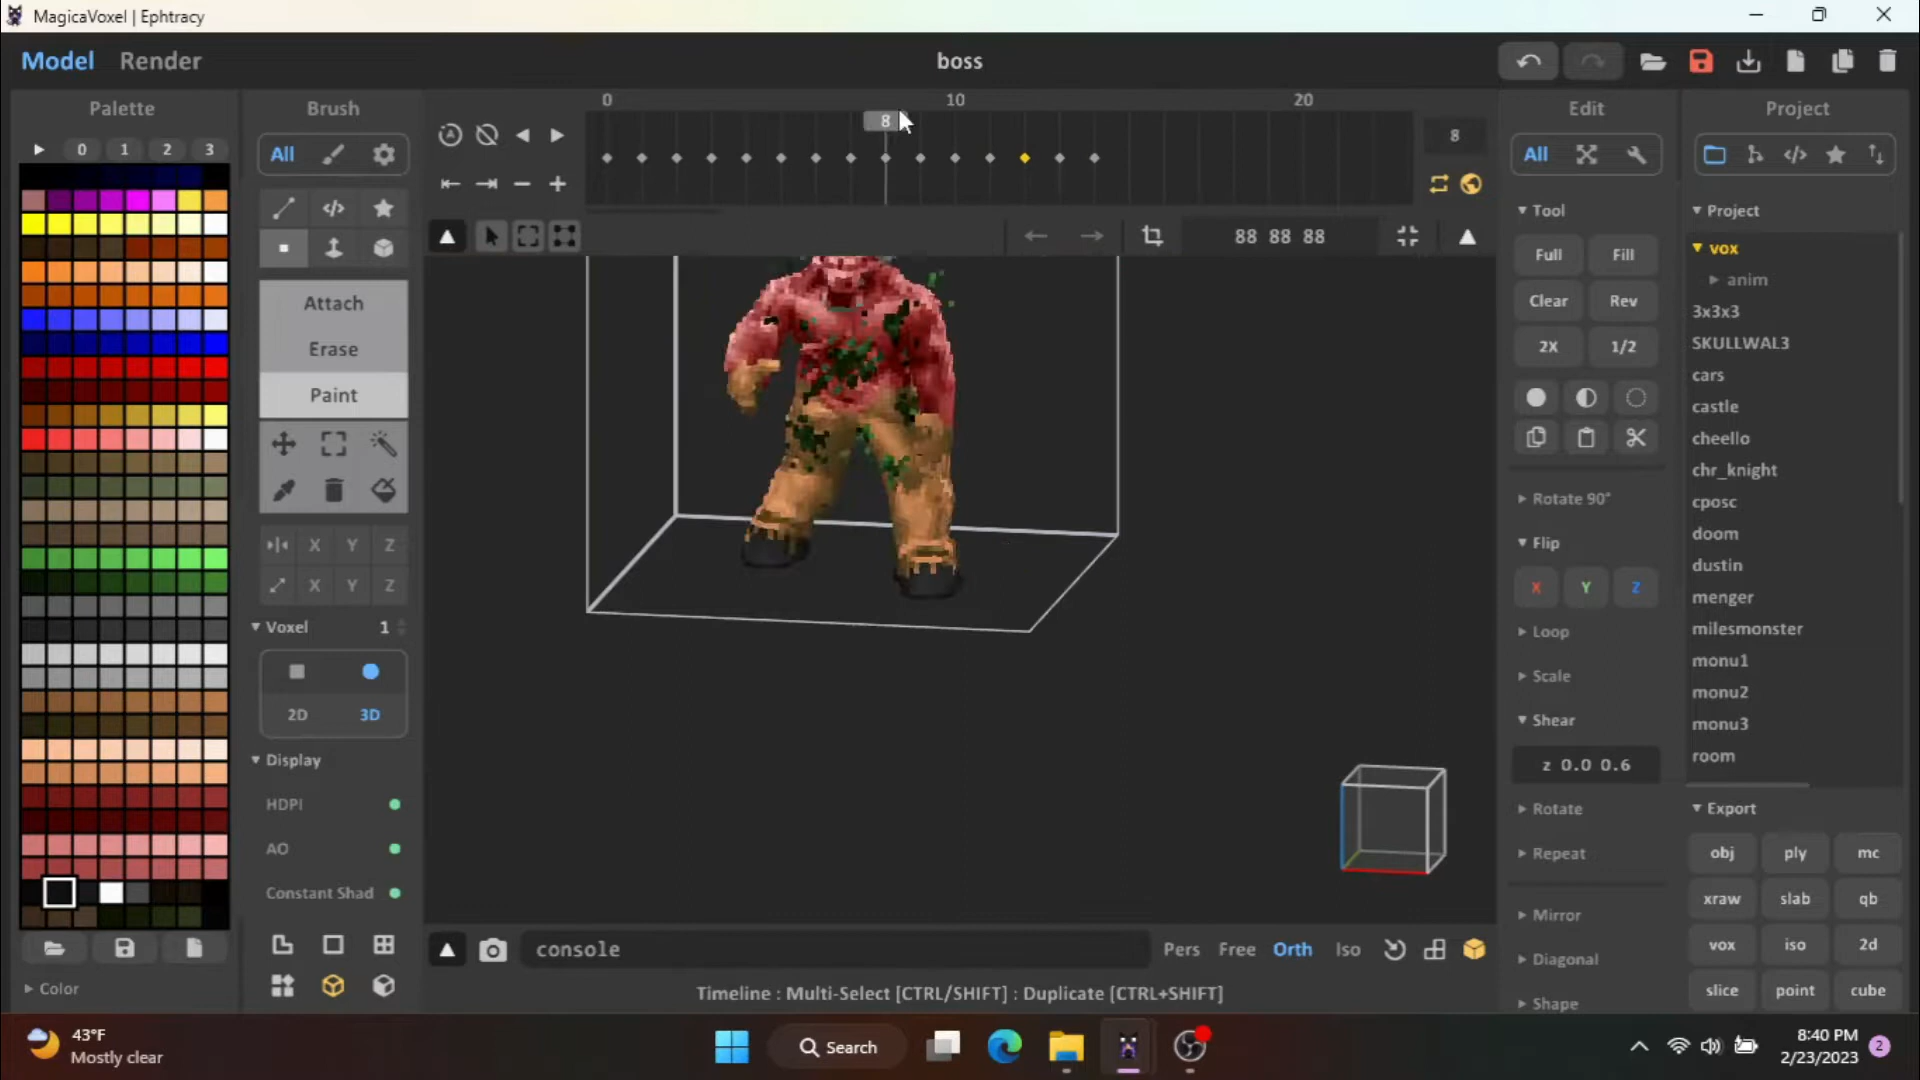 MagicaVoxel | Ephtracy
Model Render
boss
Palette
0 1 2 3
Color
Brush
All
Attach
Erase
Paint
X Y Z
X Y Z
Voxel 1
2D 3D
Display
HDPI
AO
Constant Shad
0 10 20
8
8
88 88 88
console
Pers Free Orth Iso
Timeline : Multi-Select [CTRL/SHIFT] : Duplicate [CTRL+SHIFT]
Edit
All
Tool
Full Fill
Clear Rev
2X 1/2
Rotate 90°
Flip
X Y Z
Loop
Scale
Shear
z 0.0 0.6
Rotate
Repeat
Mirror
Diagonal
Shape
Project
Project
vox
anim
3x3x3
SKULLWAL3
cars
castle
cheello
chr_knight
cposc
doom
dustin
menger
milesmonster
monu1
monu2
monu3
room
Export
obj ply mc
xraw slab qb
vox iso 2d
slice point cube
43°F
Mostly clear
Search
8:40 PM
2/23/2023
2